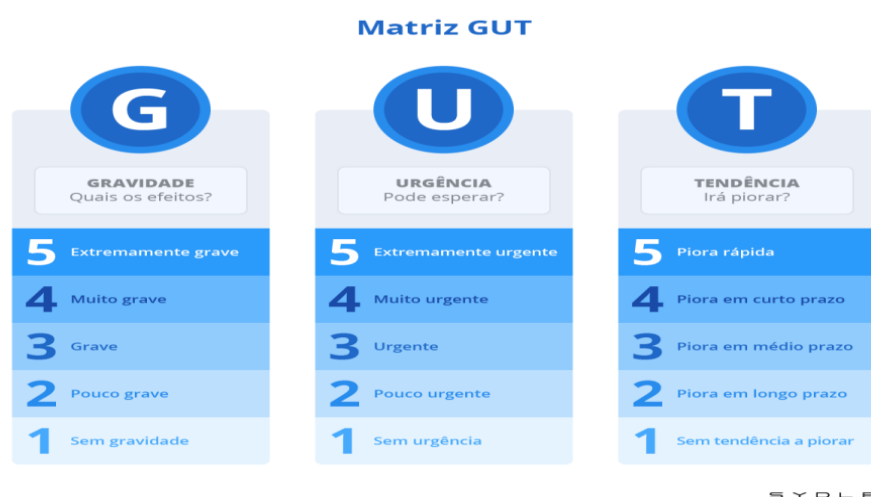 Matriz GUT
G
GRAVIDADE
Quais os efeitos?
5 Extremamente grave
4 Muito grave
3 Grave
2 Pouco grave
1 Sem gravidade
U
URGÊNCIA
Pode esperar?
5 Extremamente urgente
4 Muito urgente
3 Urgente
2 Pouco urgente
1 Sem urgência
T
TENDÊNCIA
Irá piorar?
5 Piora rápida
4 Piora em curto prazo
3 Piora em médio prazo
2 Piora em longo prazo
1 Sem tendência a piorar